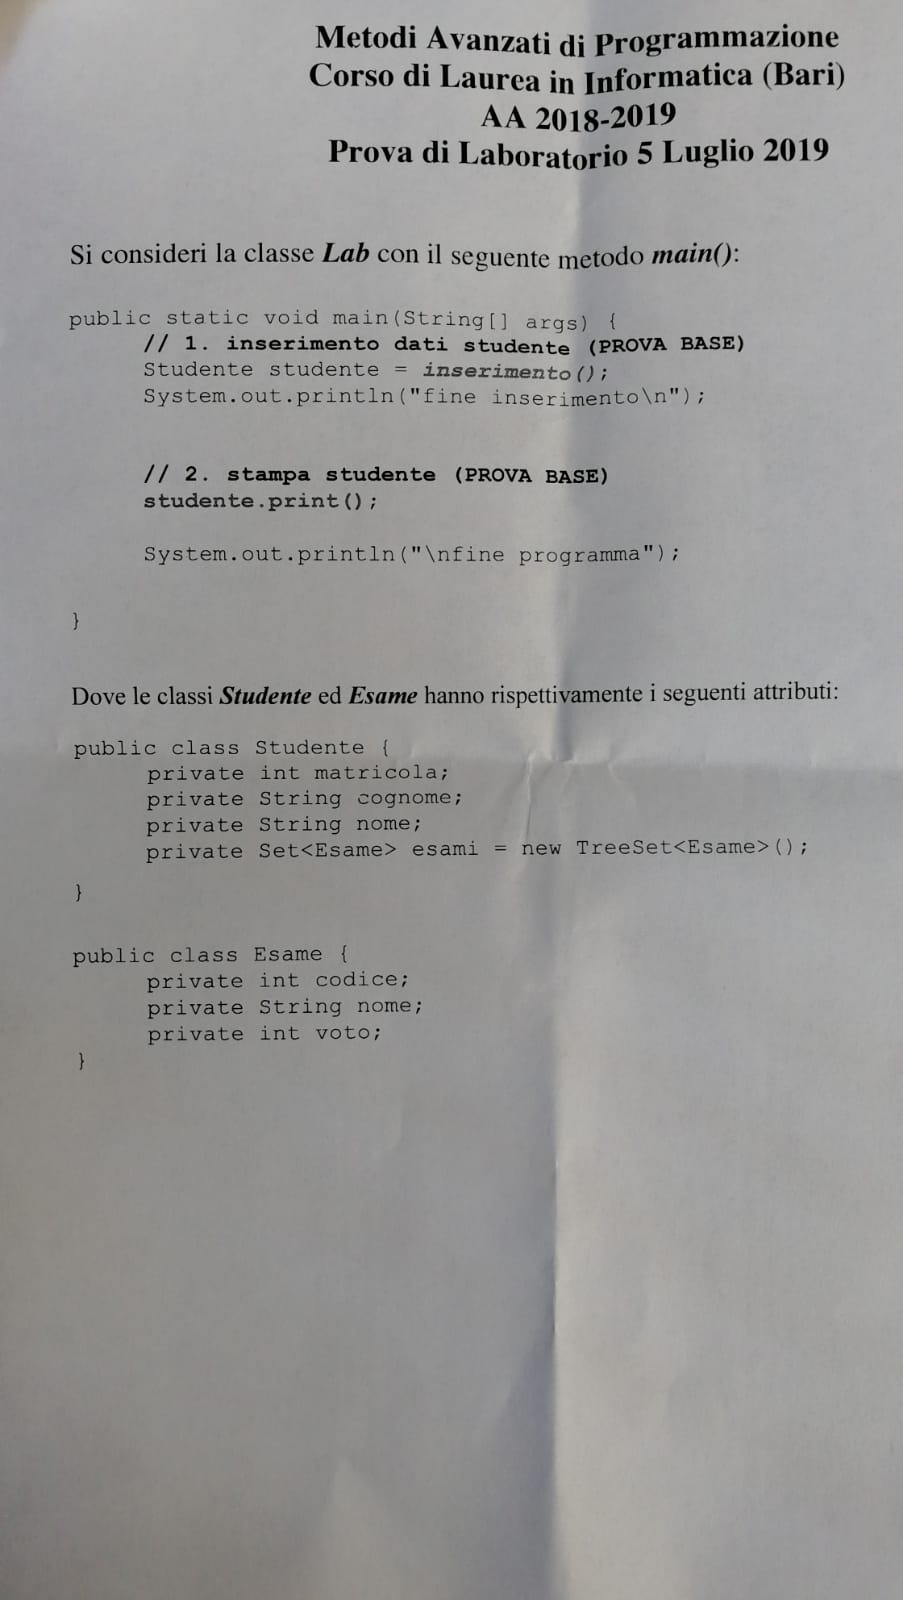 Metodi Avanzati di Programmazione
Corso di Laurea in Informatica (Bari)
AA 2018-2019
Prova di Laboratorio 5 Luglio 2019
Si consideri la classe Lab con il seguente metodo main():
public static void main(String[] args) {
// 1. inserimento dati studente (PROVA BASE)
Studente studente = inserimento();
System.out.println("fine inserimento\n");
// 2. stampa studente (PROVA BASE)
studente.print();
System.out.println("\nfine programma");
}
Dove le classi Studente ed Esame hanno rispettivamente i seguenti attributi:
public class Studente {
private int matricola;
private String cognome;
private String nome;
private Set<Esame> esami = new TreeSet<Esame>();
}
public class Esame {
private int codice;
private String nome;
private int voto;
}